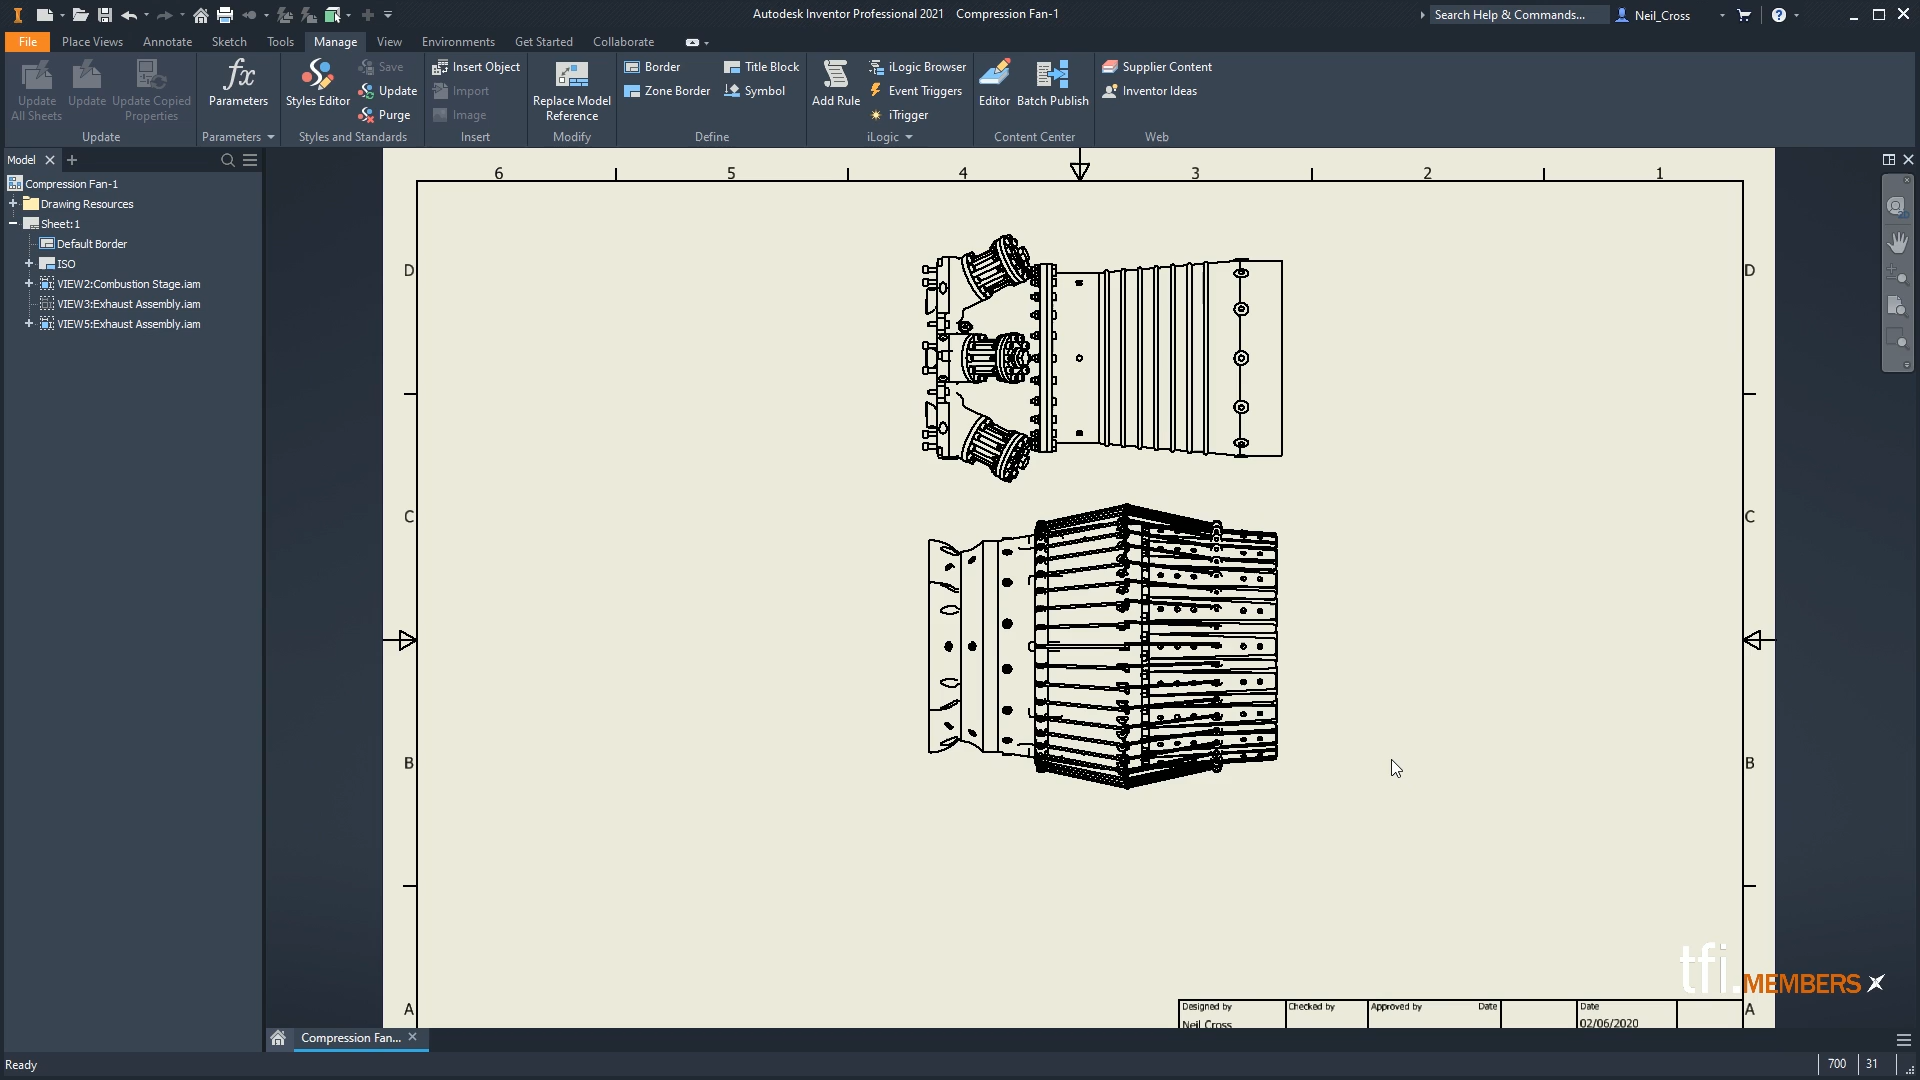 Autodesk Inventor Professional 2021 Compression Fan-1
Search Help & Commands...
Neil_Cross
File Place Views Annotate Sketch Tools Manage View Environments Get Started Collaborate
Update All Sheets
Update
Update Copied Properties
Update
fx
Parameters
Parameters
Styles Editor
Save
Update
Purge
Styles and Standards
Insert Object
Import
Image
Insert
Replace Model Reference
Modify
Border
Zone Border
Title Block
Symbol
Define
Add Rule
iLogic Browser
Event Triggers
iTrigger
iLogic
Editor
Batch Publish
Content Center
Supplier Content
Inventor Ideas
Web
Model
Compression Fan-1
Drawing Resources
Sheet:1
Default Border
ISO
VIEW2:Combustion Stage.iam
VIEW3:Exhaust Assembly.iam
VIEW5:Exhaust Assembly.iam
6 5 4 3 2 1
D D
C C
B B
A A
Designed by
Neil Cross
Checked by
Approved by
Date
Date
02/06/2020
tfi.MEMBERS
Compression Fan...
Ready
700 31